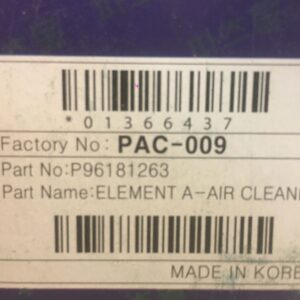 *01366437
Factory No: PAC-009
Part No:P96181263
Part Name:ELEMENT A-AIR CLEAN
MADE IN KORE